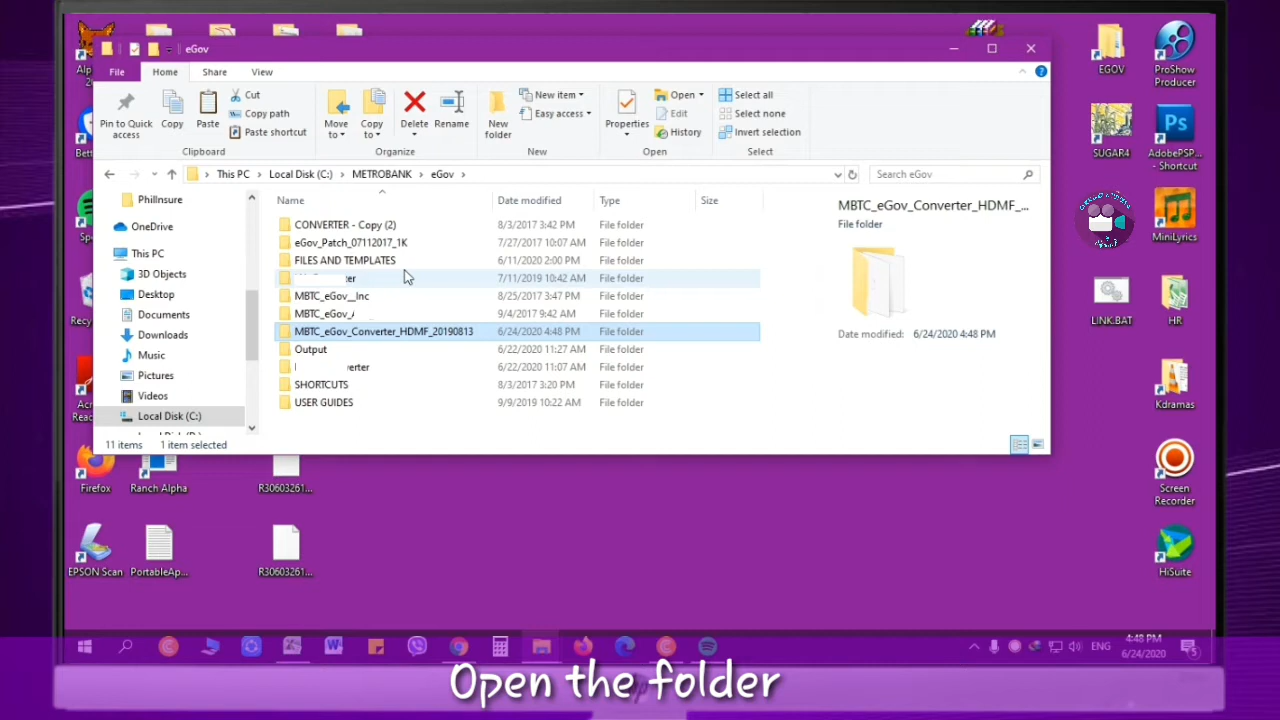 eGov
File
Home
Share
View
Pin to Quick access
Copy
Paste
Cut
Copy path
Paste shortcut
Clipboard
Move to
Copy to
Delete
Rename
Organize
New folder
New item
Easy access
New
Properties
Open
Edit
History
Open
Select all
Select none
Invert selection
Select
This PC > Local Disk (C:) > METROBANK > eGov >
Search eGov
PhilInsure
OneDrive
This PC
3D Objects
Desktop
Documents
Downloads
Music
Pictures
Videos
Local Disk (C:)
Name Date modified Type Size
CONVERTER - Copy (2) 8/3/2017 3:42 PM File folder
eGov_Patch_07112017_1K 7/27/2017 10:07 AM File folder
FILES AND TEMPLATES 6/11/2020 2:00 PM File folder
7/11/2019 10:42 AM File folder
MBTC_eGov__Inc 8/25/2017 3:47 PM File folder
MBTC_eGov_ 9/4/2017 9:42 AM File folder
MBTC_eGov_Converter_HDMF_20190813 6/24/2020 4:48 PM File folder
Output 6/22/2020 11:27 AM File folder
verter 6/22/2020 11:07 AM File folder
SHORTCUTS 8/3/2017 3:20 PM File folder
USER GUIDES 9/9/2019 10:22 AM File folder
MBTC_eGov_Converter_HDMF_...
File folder
Date modified: 6/24/2020 4:48 PM
11 items 1 item selected
EGOV
ProShow Producer
SUGAR4
AdobePSP... - Shortcut
MiniLyrics
LINK.BAT
HR
Kdramas
Screen Recorder
HiSuite
Firefox
Ranch Alpha
R30603261...
EPSON Scan
PortableAp...
R30603261...
ENG
4:48 PM
6/24/2020
5
Open the folder